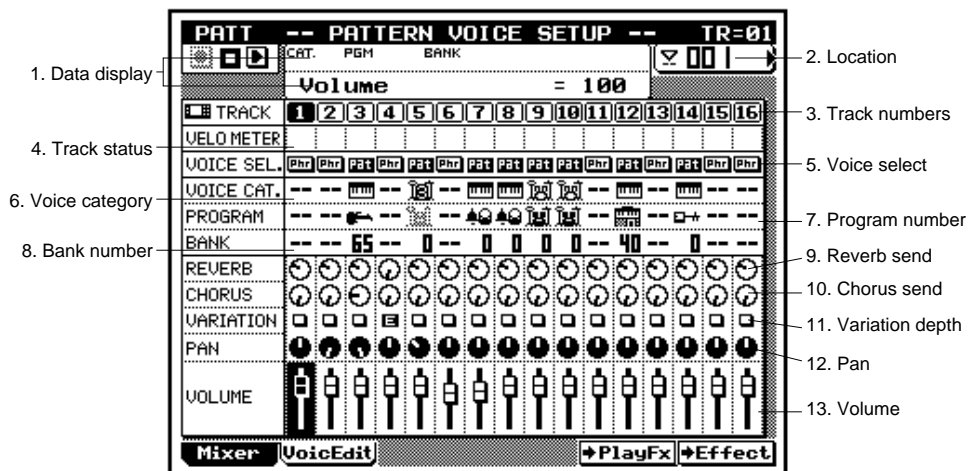 PATT -- PATTERN VOICE SETUP -- TR=01
CAT. PGM BANK
001
Volume = 100
TRACK 1 2 3 4 5 6 7 8 9 10 11 12 13 14 15 16
VELO METER
VOICE SEL. Phr Phr Pat Phr Pat Phr Pat Pat Pat Pat Phr Pat Phr Pat Phr Phr
VOICE CAT. -- -- -- -- -- -- -- -- --
PROGRAM -- -- -- -- -- -- -- --
BANK -- -- 65 -- 0 -- 0 0 0 0 -- 40 -- 0 -- --
REVERB
CHORUS
VARIATION
PAN
VOLUME
Mixer VoicEdit ➔PlayFx ➔Effect
1. Data display
2. Location
3. Track numbers
4. Track status
5. Voice select
6. Voice category
7. Program number
8. Bank number
9. Reverb send
10. Chorus send
11. Variation depth
12. Pan
13. Volume